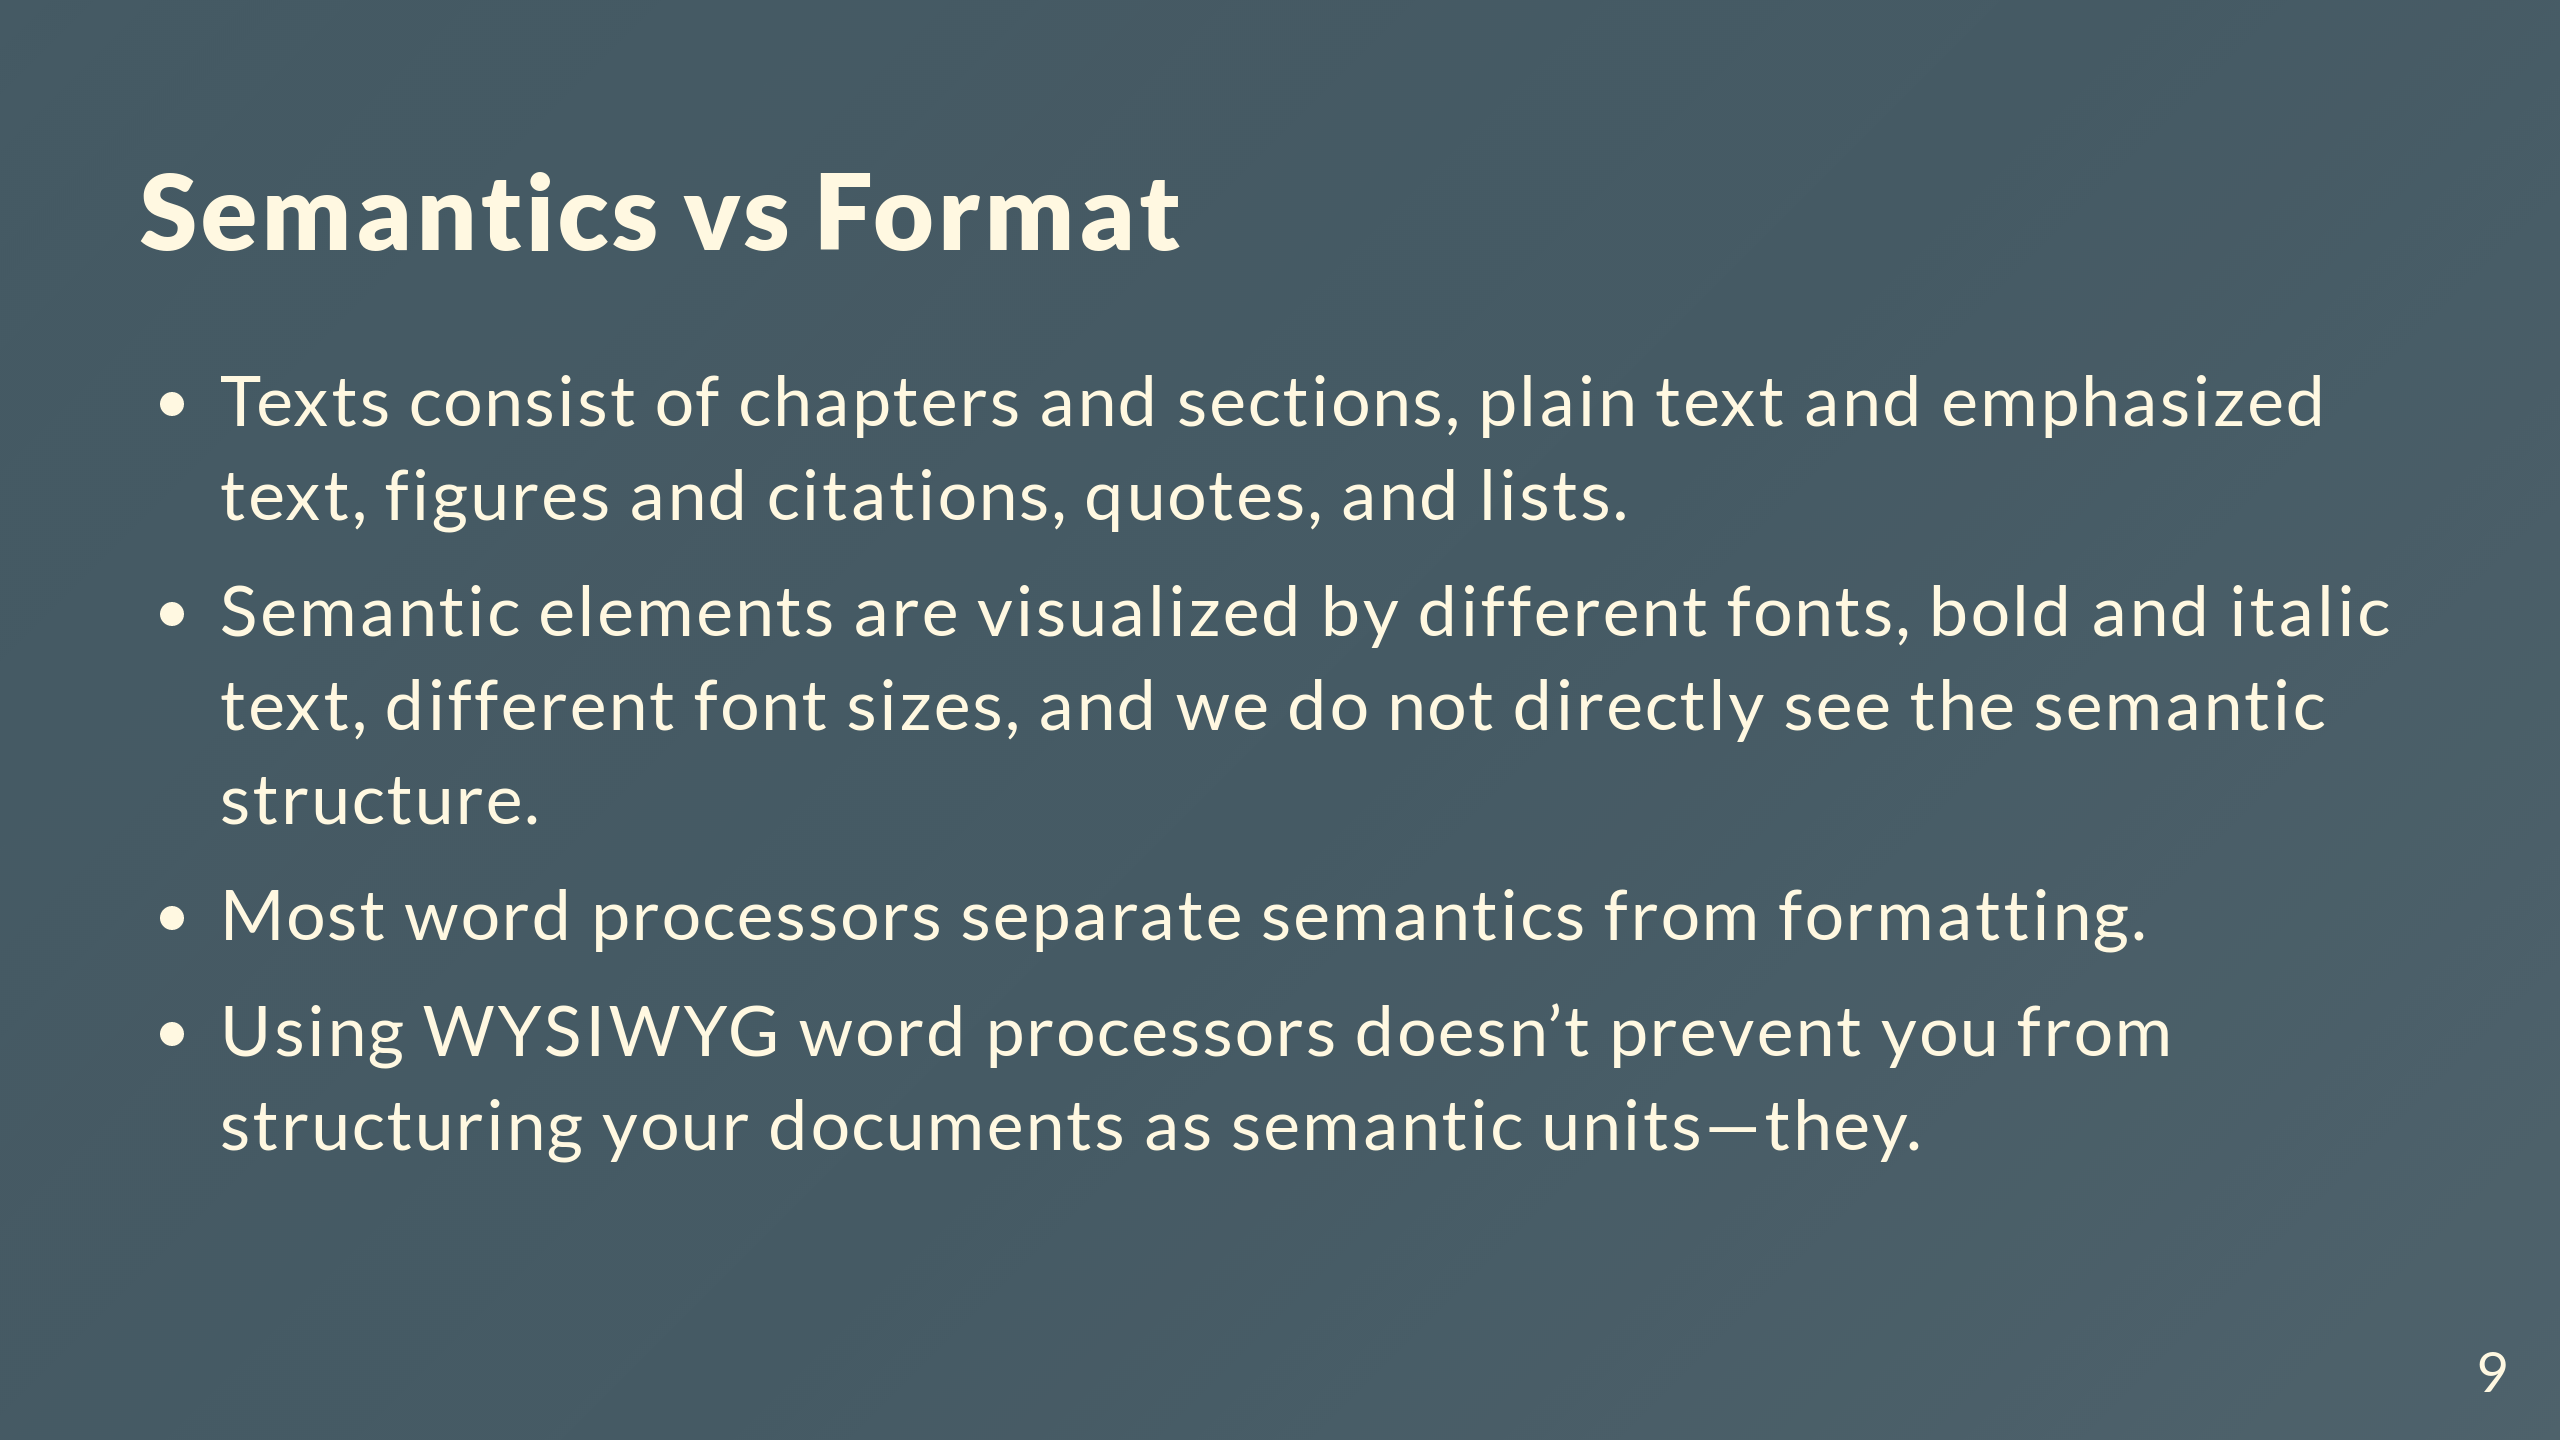 Semantics vs Format
• Texts consist of chapters and sections, plain text and emphasized
text, figures and citations, quotes, and lists.
• Semantic elements are visualized by different fonts, bold and italic
text, different font sizes, and we do not directly see the semantic
structure.
• Most word processors separate semantics from formatting.
• Using WYSIWYG word processors doesn’t prevent you from
structuring your documents as semantic units—they.
9